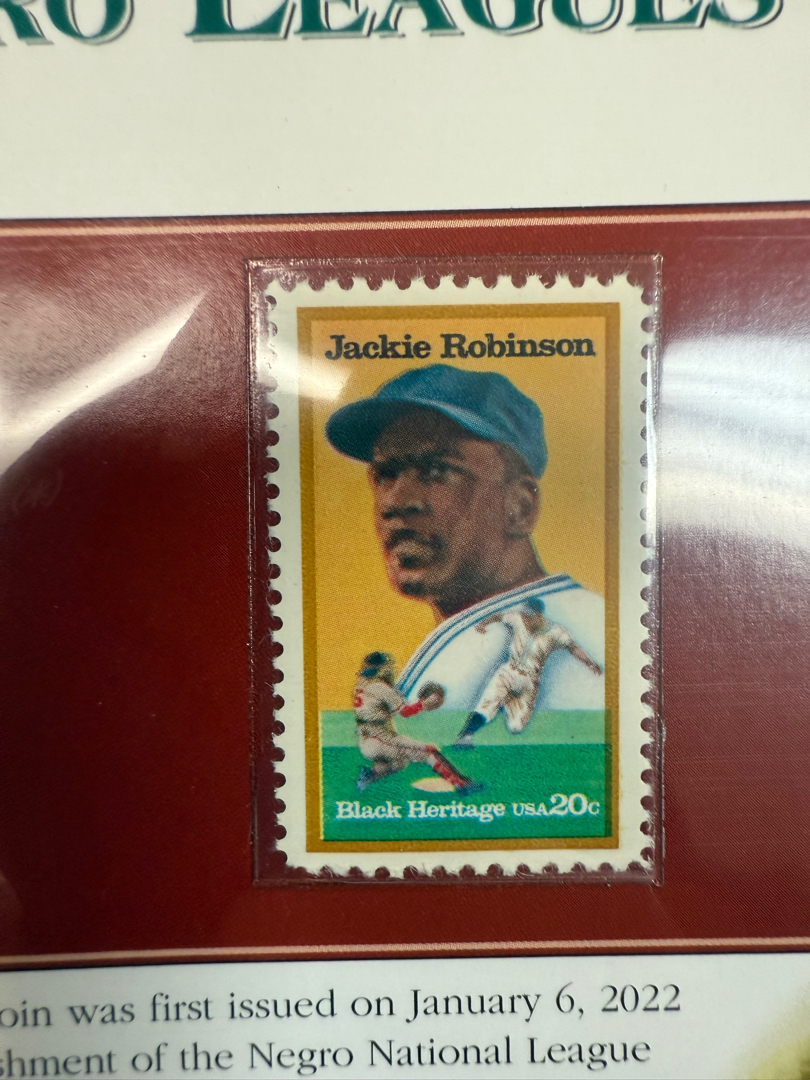 RO LEAGUES
Jackie Robinson
5
Black Heritage USA20c
oin was first issued on January 6, 2022
shment of the Negro National League